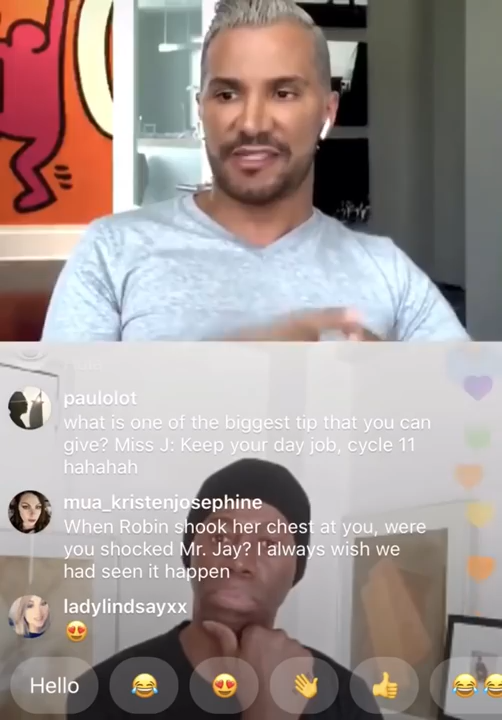 paulolot
what is one of the biggest tip that you can
give? Miss J: Keep your day job, cycle 11
hahahah
mua_kristenjosephine
When Robin shook her chest at you, were
you shocked Mr. Jay? I always wish we
had seen it happen
ladylindsayxx
😍
Hello 😂 😍 👋 👍 😂😂